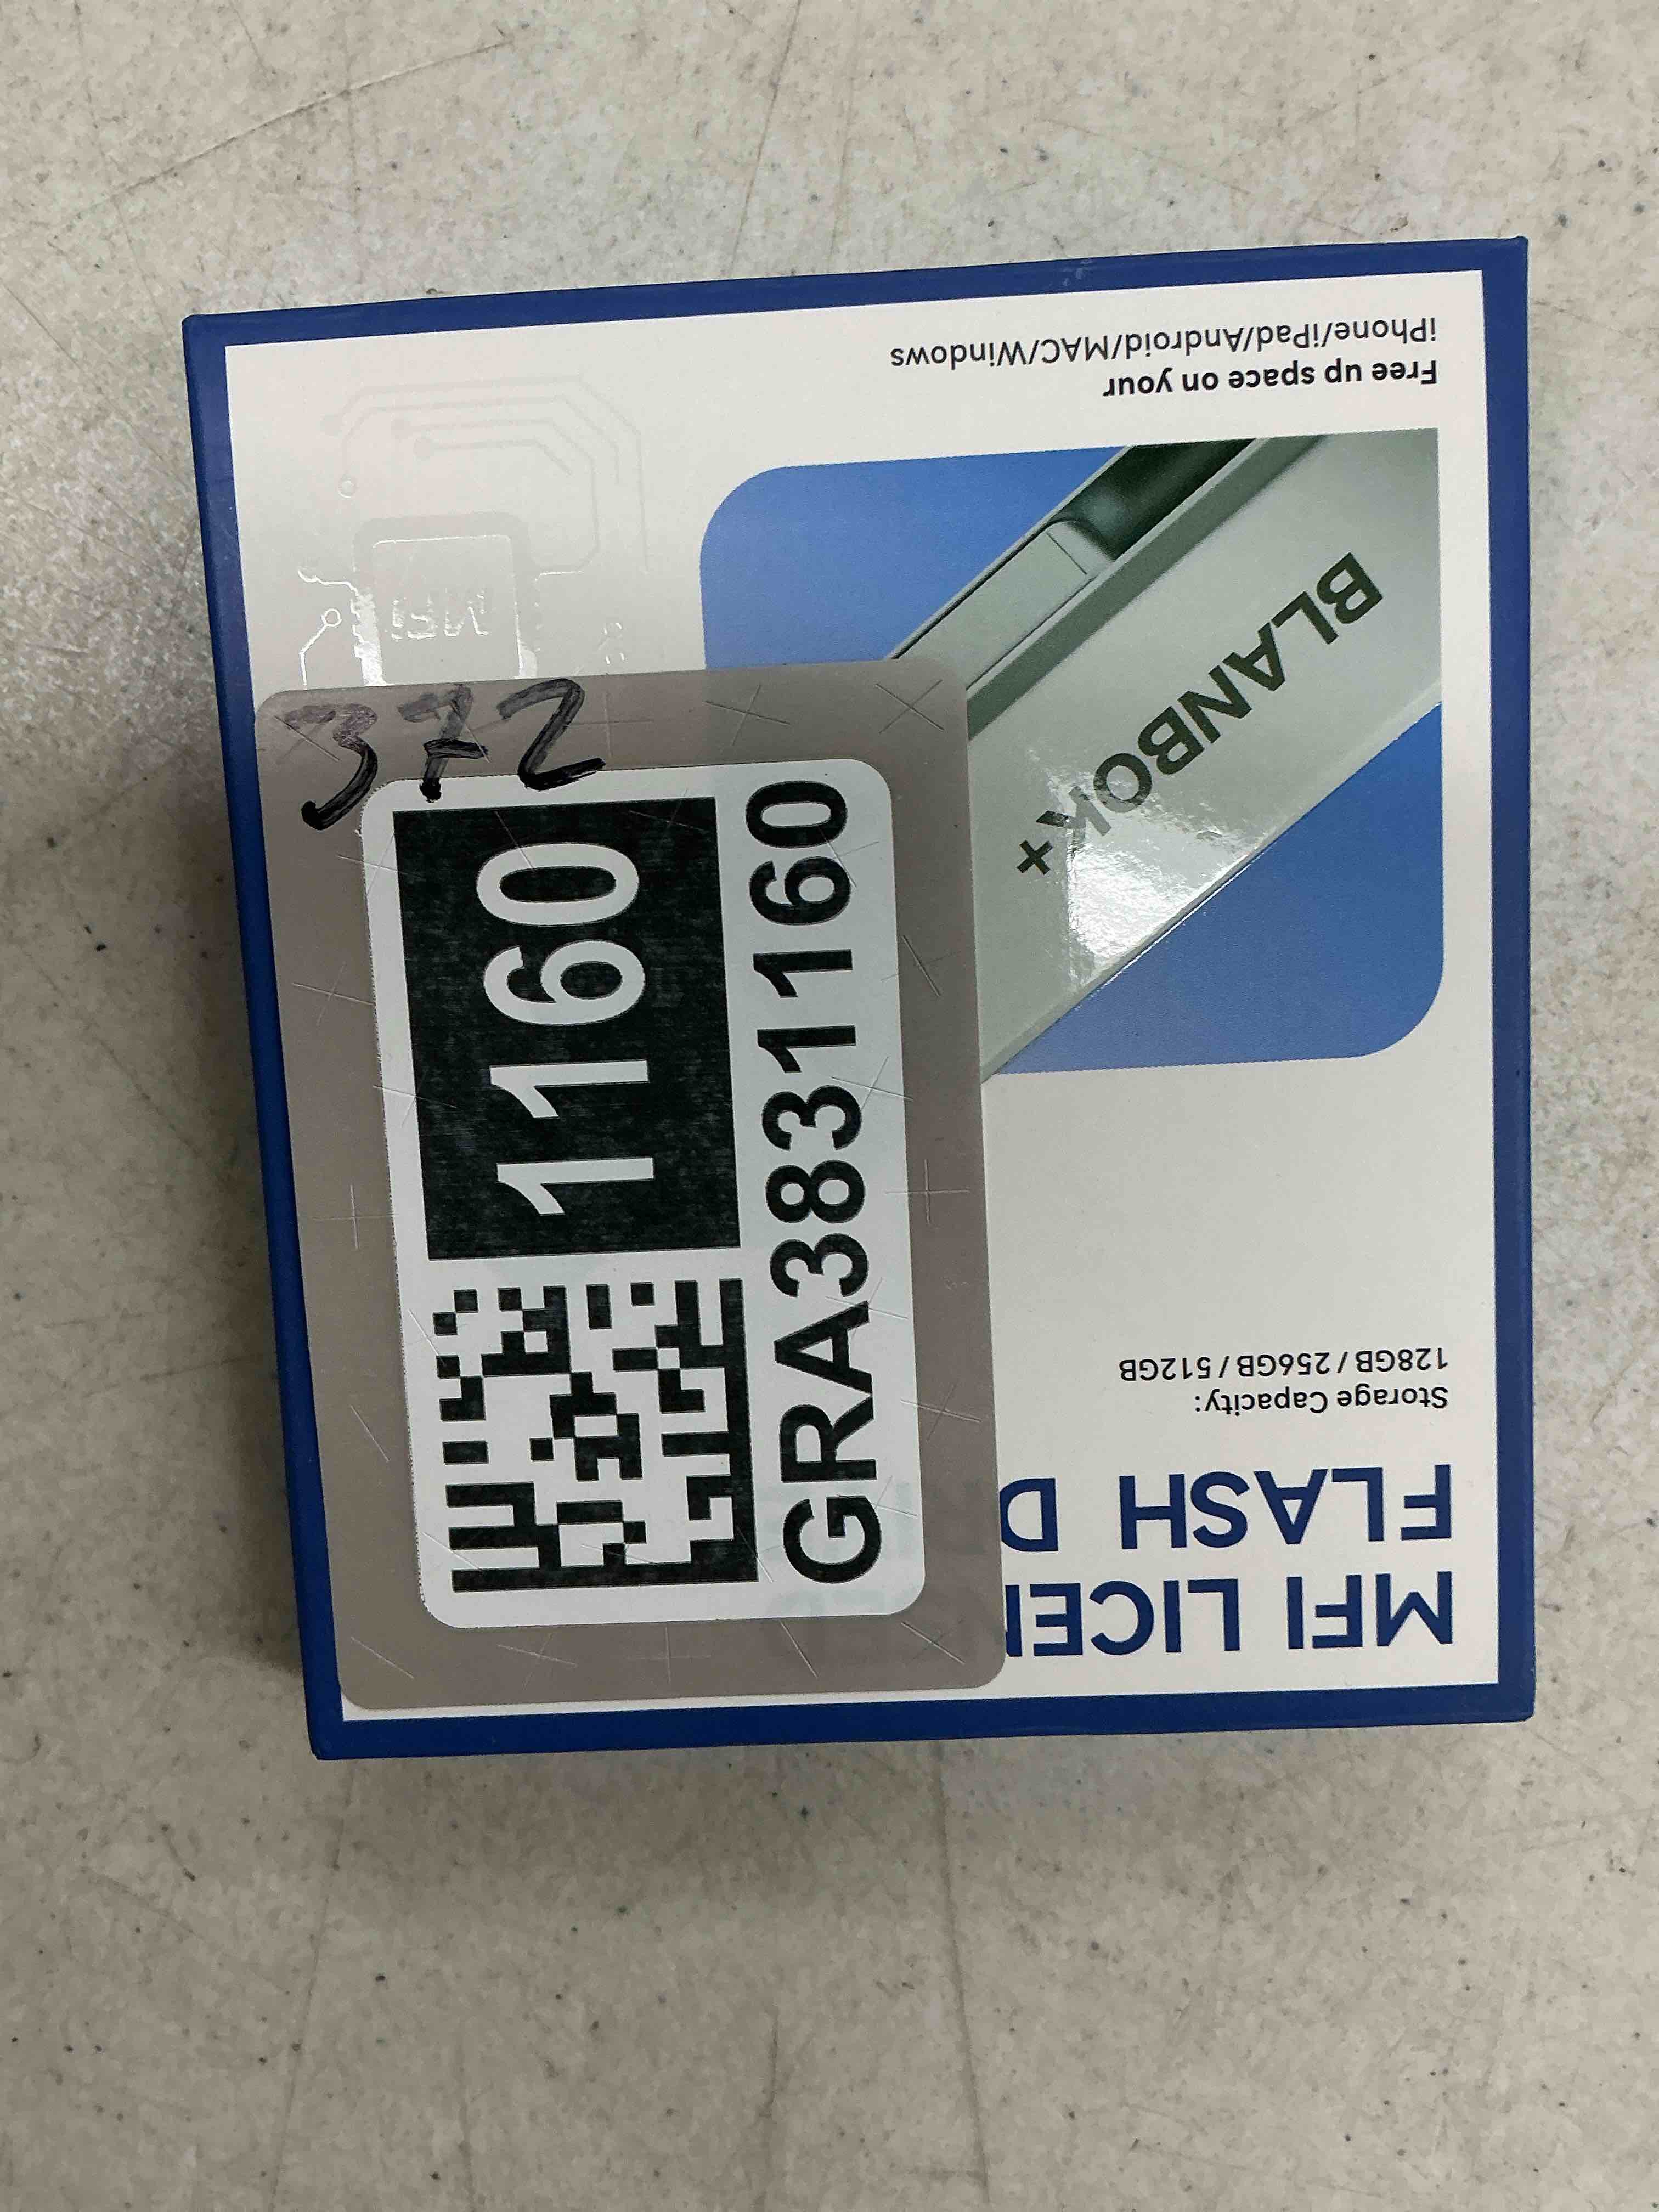 MFI LICEN
FLASH D
Storage Capacity:
128GB / 256GB / 512GB
BLANBOK+
Free up space on your
iPhone/iPad/Android/MAC/Windows
MFi
372
1160
GRA3831160